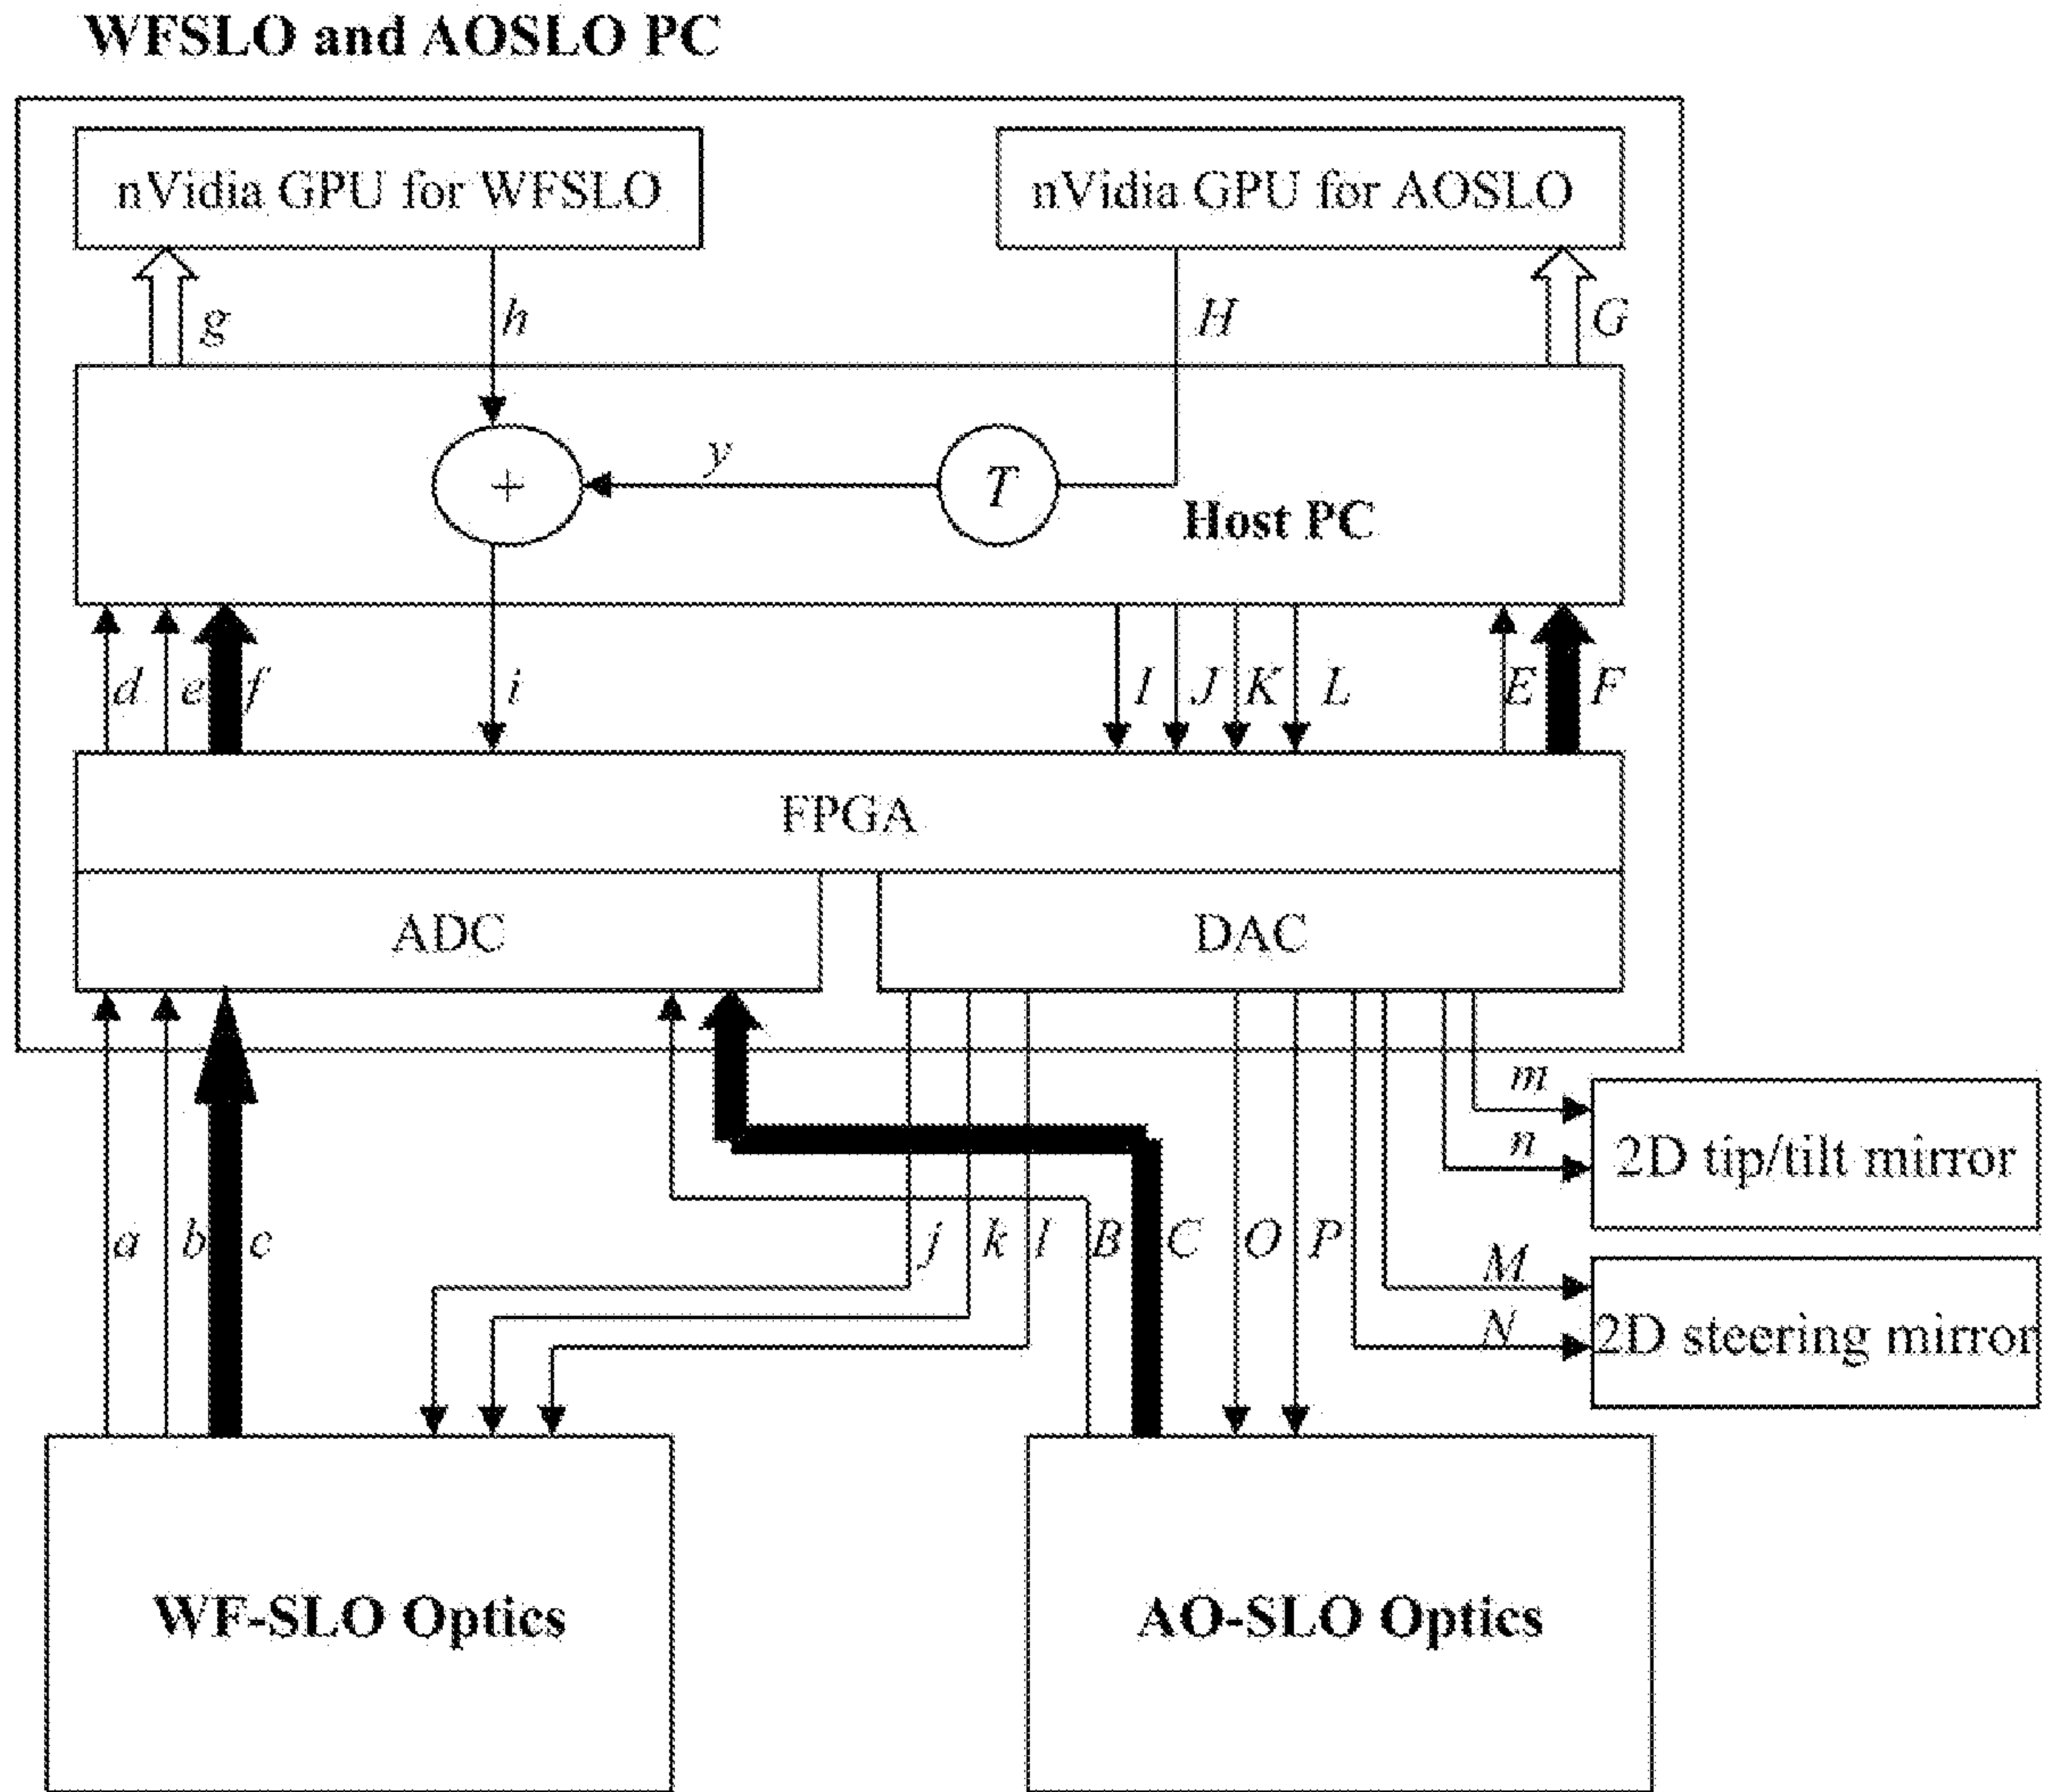 WFSLO and AOSLO PC
nVidia GPU for WFSLO
nVidia GPU for AOSLO
g
h
H
G
+
y
T
Host PC
d
e
f
i
I
J
K
L
E
F
FPGA
ADC
DAC
m
n
2D tip/tilt mirror
a
b
c
j
k
l
B
C
O
P
M
N
2D steering mirror
WF-SLO Optics
AO-SLO Optics